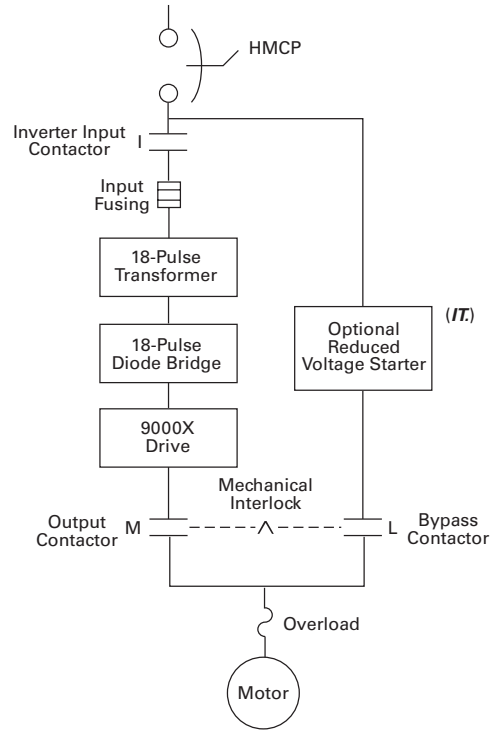 HMCP
Inverter Input
Contactor
I
Input
Fusing
18-Pulse
Transformer
18-Pulse
Diode Bridge
9000X
Drive
Optional
Reduced
Voltage Starter
(IT.)
Mechanical
Interlock
Output
Contactor
M
L
Bypass
Contactor
Overload
Motor